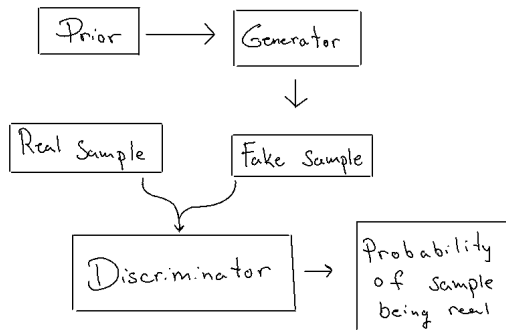 Prior
Generator
Real Sample
Fake Sample
Discriminator
Probability
of sample
being real